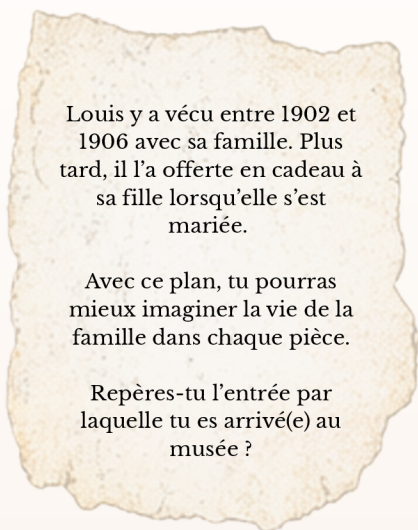 Louis y a vécu entre 1902 et
1906 avec sa famille. Plus
tard, il l’a offerte en cadeau à
sa fille lorsqu’elle s’est
mariée.
Avec ce plan, tu pourras
mieux imaginer la vie de la
famille dans chaque pièce.
Repères-tu l’entrée par
laquelle tu es arrivé(e) au
musée ?